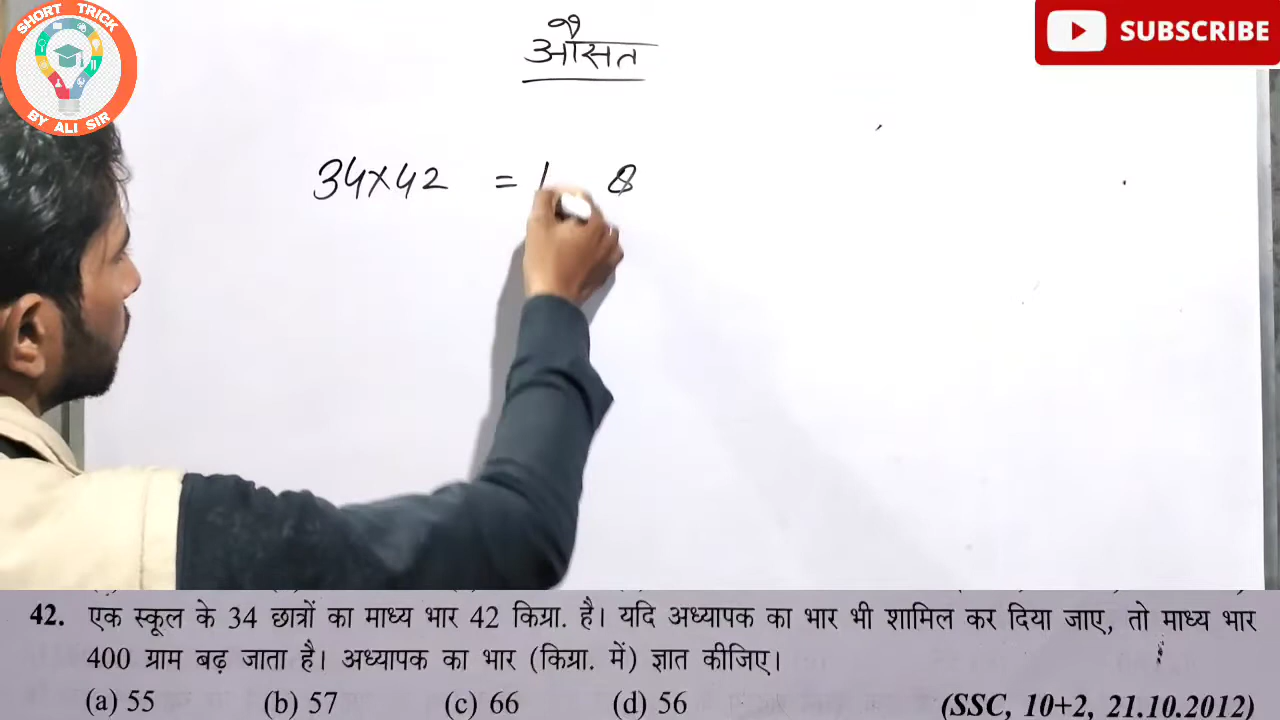 SHORT TRICK
BY ALI SIR
SUBSCRIBE
औसत
34×42 = 1 8
42. एक स्कूल के 34 छात्रों का माध्य भार 42 किग्रा. है। यदि अध्यापक का भार भी शामिल कर दिया जाए, तो माध्य भार
400 ग्राम बढ़ जाता है। अध्यापक का भार (किग्रा. में) ज्ञात कीजिए।
(a) 55 (b) 57 (c) 66 (d) 56 (SSC, 10+2, 21.10.2012)